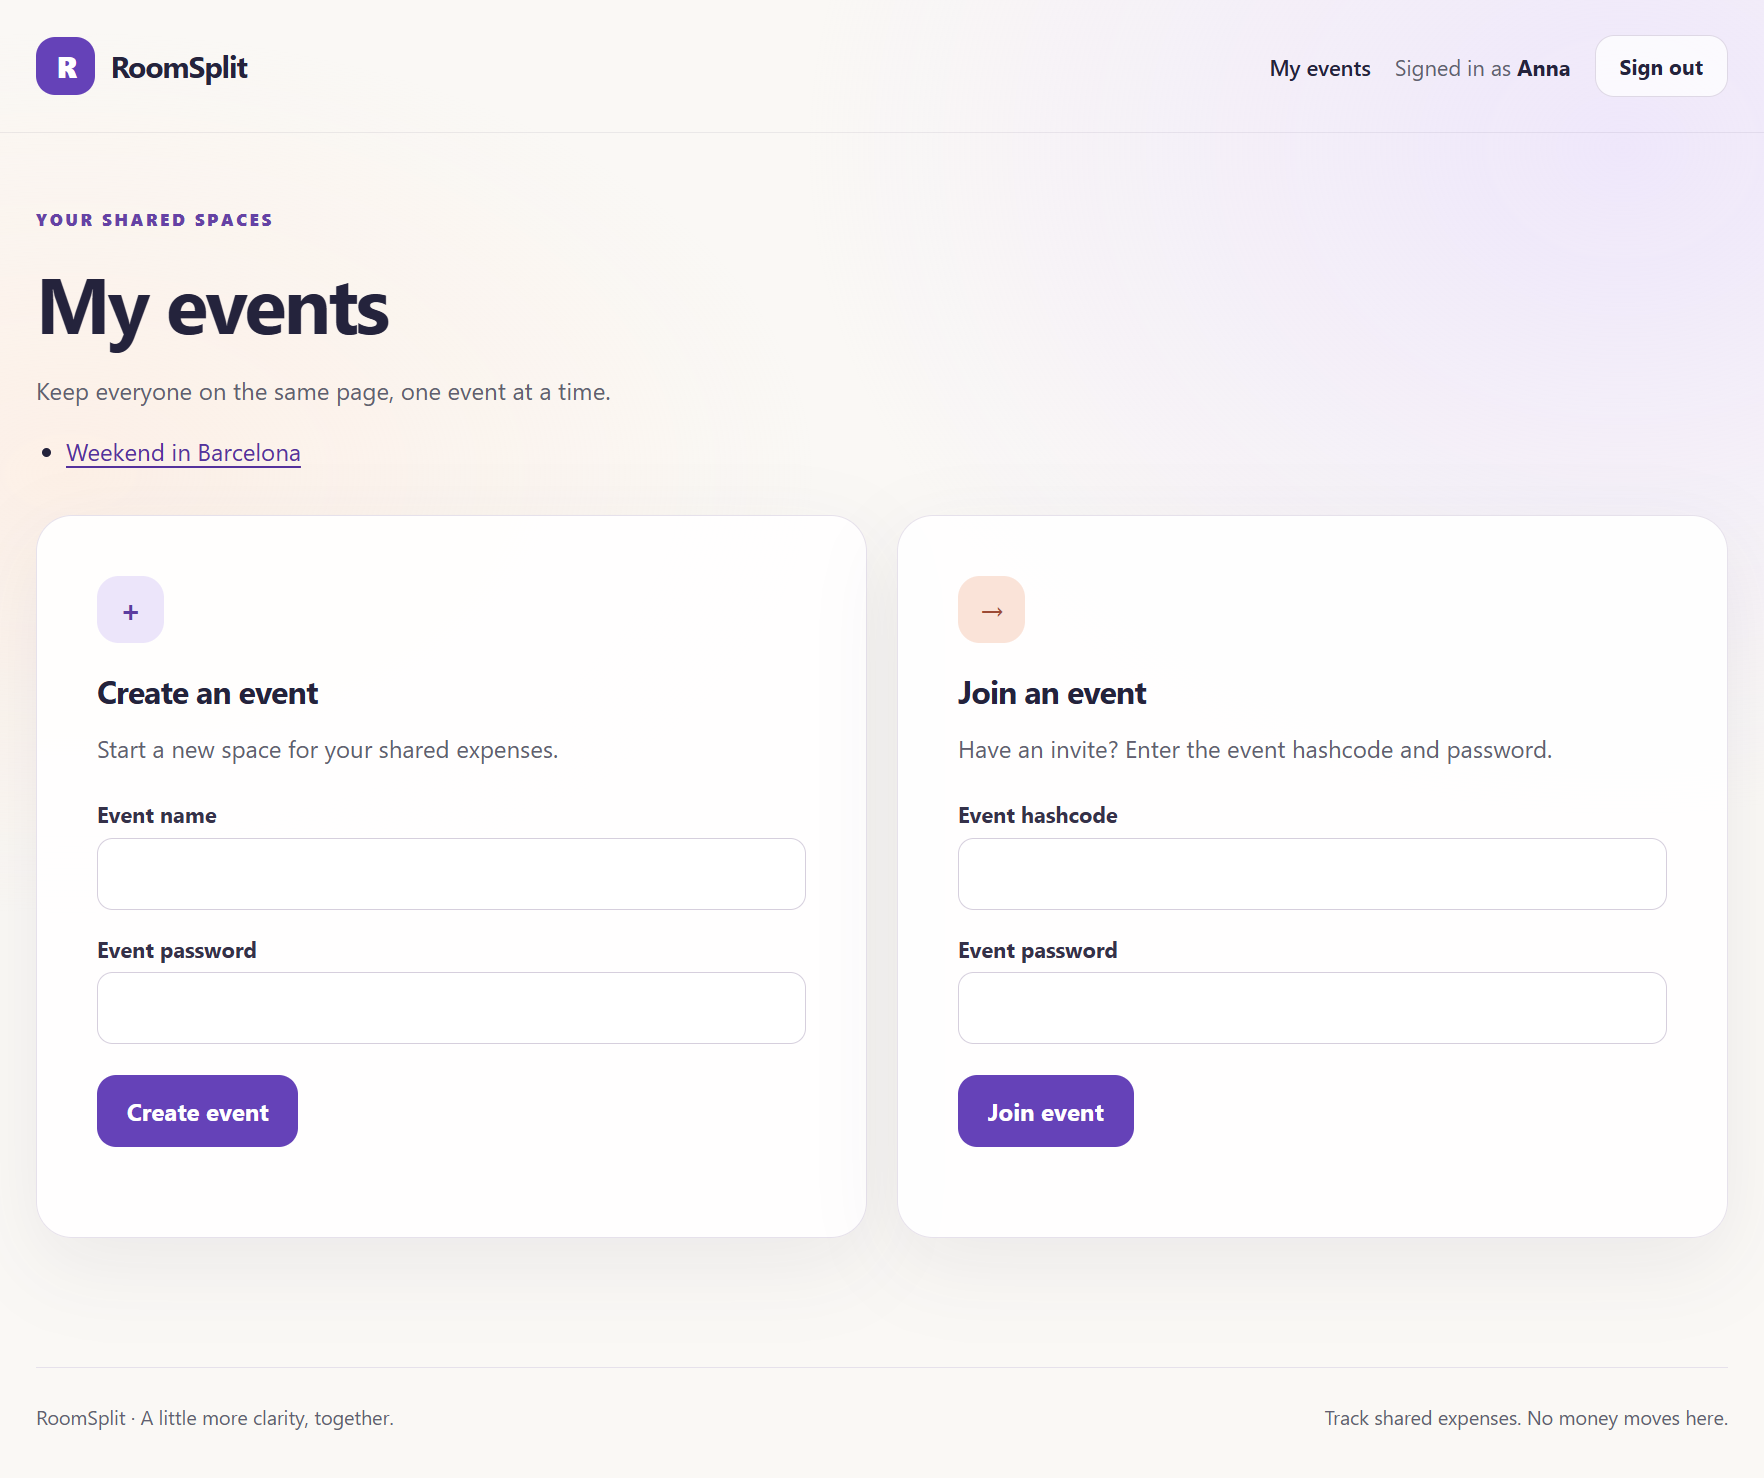 R RoomSplit
My events Signed in as Anna Sign out
YOUR SHARED SPACES
My events
Keep everyone on the same page, one event at a time.
• Weekend in Barcelona
+
Create an event
Start a new space for your shared expenses.
Event name
Event password
Create event
→
Join an event
Have an invite? Enter the event hashcode and password.
Event hashcode
Event password
Join event
RoomSplit · A little more clarity, together.
Track shared expenses. No money moves here.